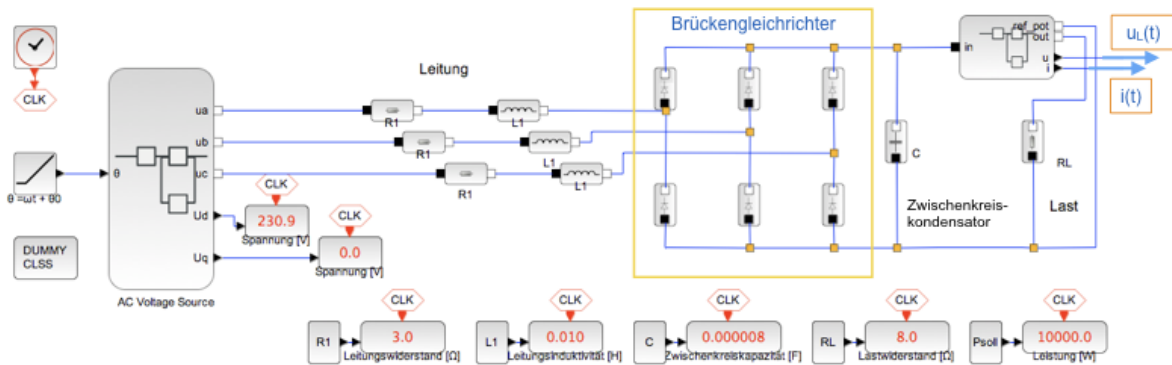 Brückengleichrichter
ref_pot
out
in
u
i
uL(t)
i(t)
CLK
Leitung
ua
R1
L1
ub
R1
L1
uc
R1
L1
C
RL
θ
θ =ωt + θ0
CLK
Ud
230.9
Spannung [V]
CLK
Uq
0.0
Spannung [V]
Zwischenkreis-
kondensator
Last
DUMMY
CLSS
AC Voltage Source
CLK
R1
3.0
Leitungswiderstand [Ω]
CLK
L1
0.010
Leitungsinduktivität [H]
CLK
C
0.000008
Zwischenkreiskapazität [F]
CLK
RL
8.0
Lastwiderstand [Ω]
CLK
Psoll
10000.0
Leistung [W]